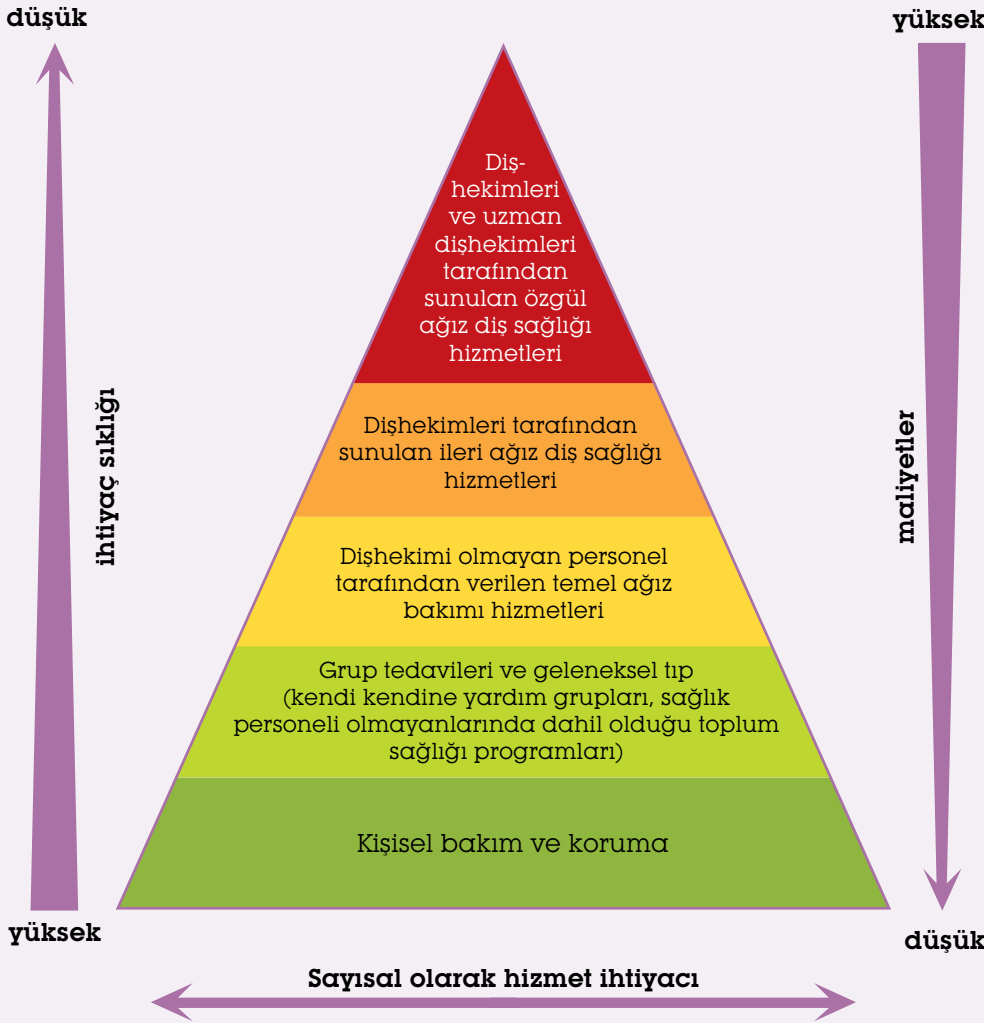 düşük
yüksek
Diş-
hekimleri
ve uzman
dişhekimleri
tarafından
sunulan özgül
ağız diş sağlığı
hizmetleri
ihtiyaç sıklığı
maliyetler
Dişhekimleri tarafından
sunulan ileri ağız diş sağlığı
hizmetleri
Dişhekimi olmayan personel
tarafından verilen temel ağız
bakımı hizmetleri
Grup tedavileri ve geleneksel tıp
(kendi kendine yardım grupları, sağlık
personeli olmayanlarında dahil olduğu toplum
sağlığı programları)
Kişisel bakım ve koruma
yüksek
düşük
Sayısal olarak hizmet ihtiyacı